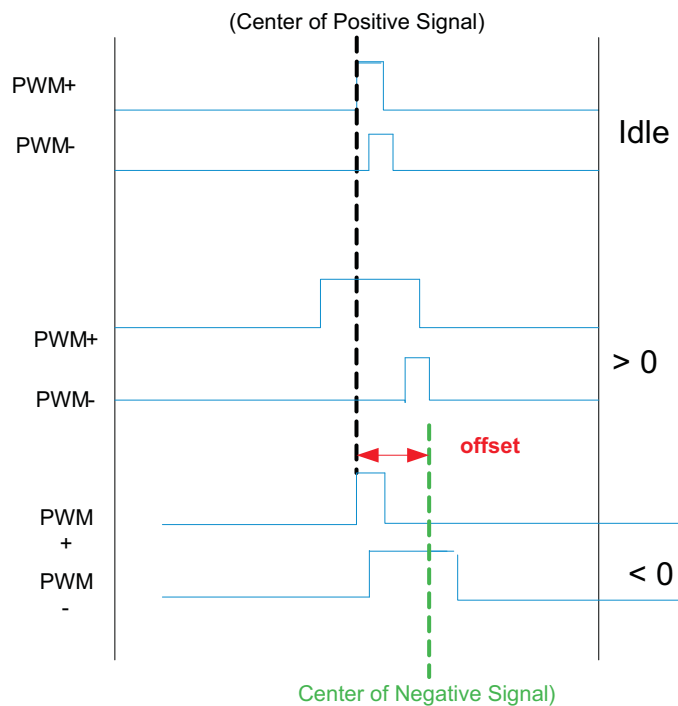 (Center of Positive Signal)
PWM+
PWM-
Idle
PWM+
PWM-
> 0
offset
PWM
+
PWM
-
< 0
Center of Negative Signal)